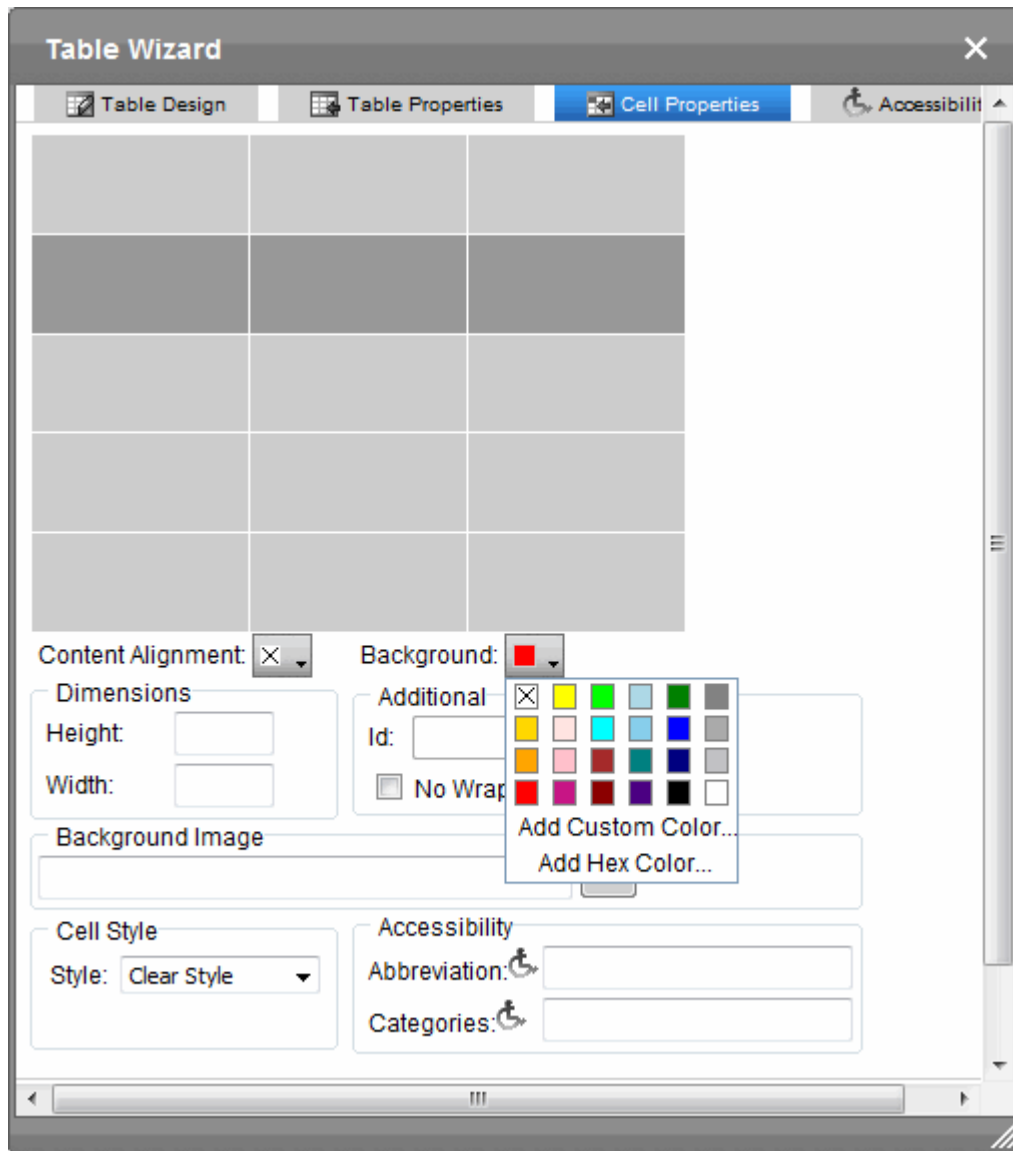 Table Wizard
Table Design Table Properties Cell Properties Accessibilit
Content Alignment: Background:
Dimensions Additional
Height: Id:
Width: No Wrap
Add Custom Color...
Background Image
Add Hex Color...
Cell Style Accessibility
Style: Clear Style Abbreviation:
Categories: